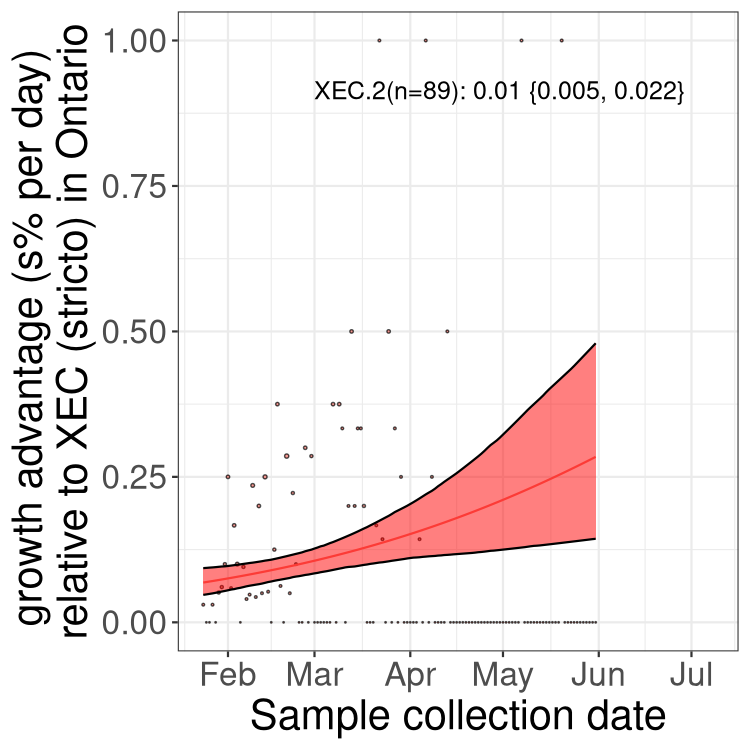 growth advantage (s% per day)
relative to XEC (stricto) in Ontario
1.00
0.75
0.50
0.25
0.00
XEC.2(n=89): 0.01 {0.005, 0.022}
Feb Mar Apr May Jun Jul
Sample collection date